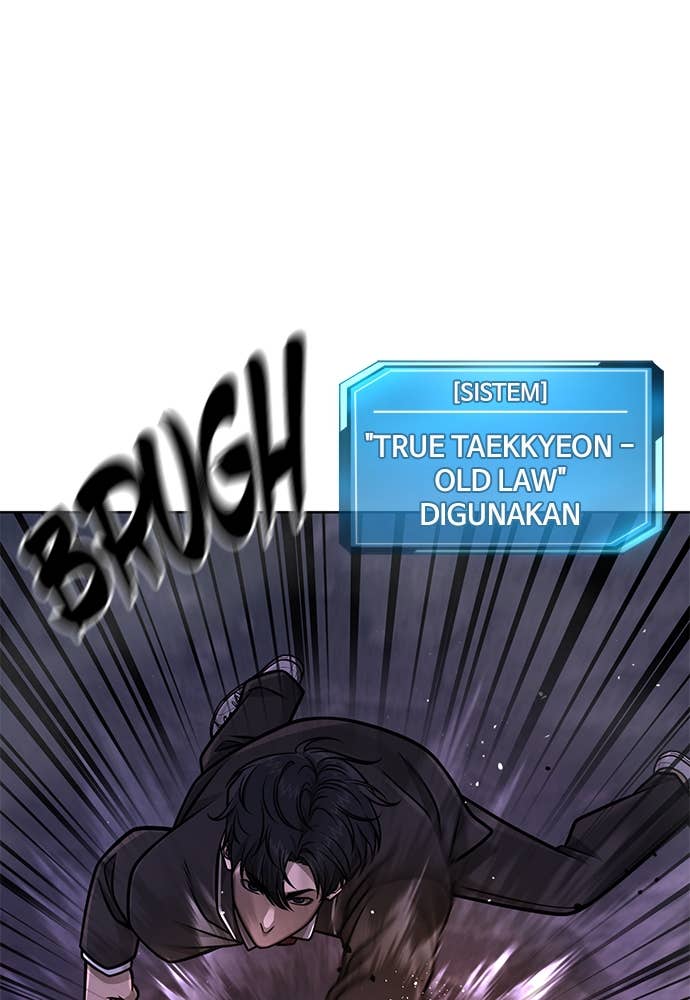 BRUGH
[SISTEM]
"TRUE TAEKKYEON –
OLD LAW"
DIGUNAKAN